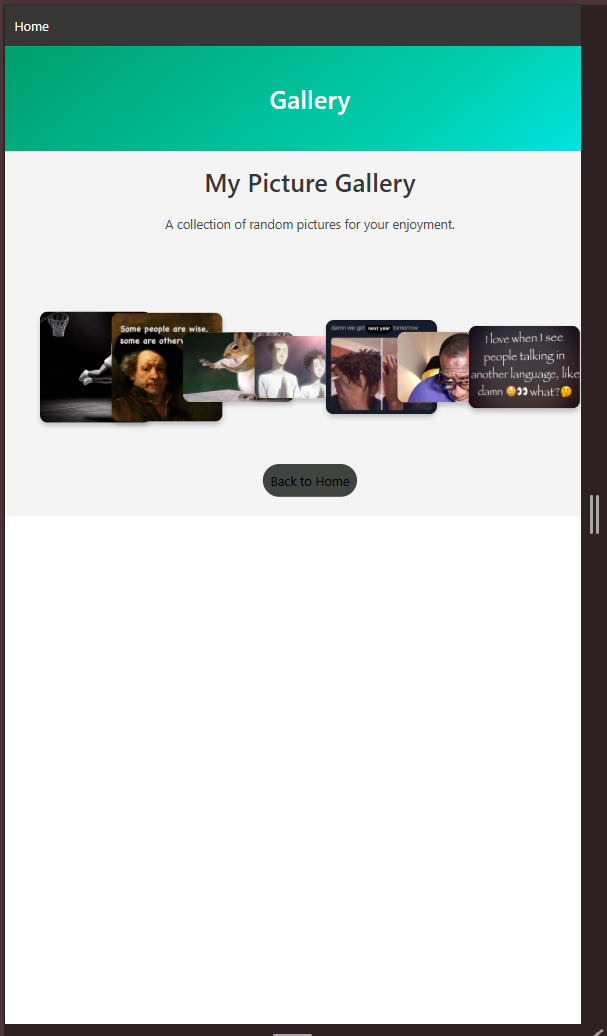 Home
Gallery
My Picture Gallery
A collection of random pictures for your enjoyment.
Some people are wise,
some are otherw
damn we got next year tomorrow
I love when I see
people talking in
another language, like
damn 😳👀 what?🤔
Back to Home